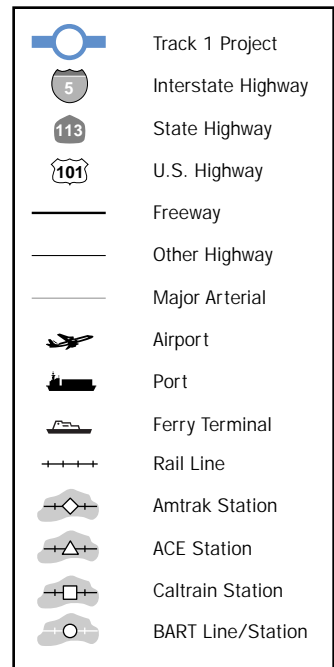 Track 1 Project
5 Interstate Highway
113 State Highway
101 U.S. Highway
Freeway
Other Highway
Major Arterial
Airport
Port
Ferry Terminal
Rail Line
Amtrak Station
ACE Station
Caltrain Station
BART Line/Station